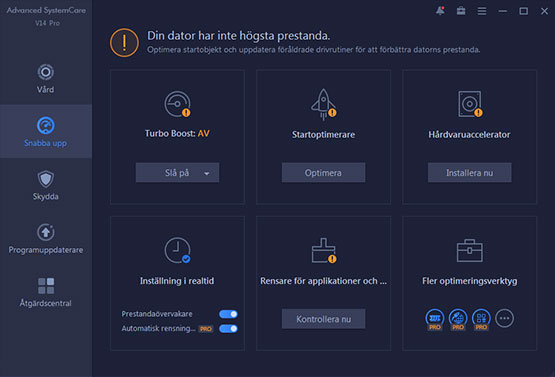 Advanced SystemCare
V14 Pro
Din dator har inte högsta prestanda.
Optimera startobjekt och uppdatera föråldrade drivrutiner för att förbättra datorns prestanda.
Vård
Snabba upp
Skydda
Programuppdaterare
Åtgärdscentral
Turbo Boost: AV
Slå på
Startoptimerare
Optimera
Hårdvaruaccelerator
Installera nu
Inställning i realtid
Prestandaövervakare
Automatisk rensning... PRO
Rensare för applikationer och ...
Kontrollera nu
Fler optimeringsverktyg
PRO PRO PRO